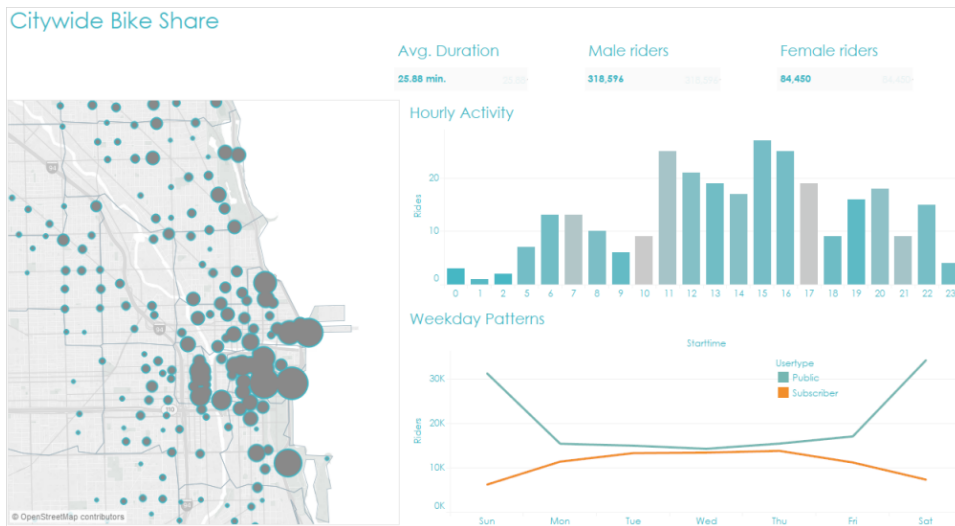 Citywide Bike Share
Avg. Duration
Male riders
Female riders
25.88 min.
318,596
84,450
Hourly Activity
20
10
0
Rides
0 1 2 5 6 7 8 9 10 11 12 13 14 15 16 17 18 19 20 21 22 23
Weekday Patterns
Starttime
Usertype
Public
Subscriber
30K
20K
10K
0K
Riders
Sun Mon Tue Wed Thu Fri Sat
© OpenStreetMap contributors